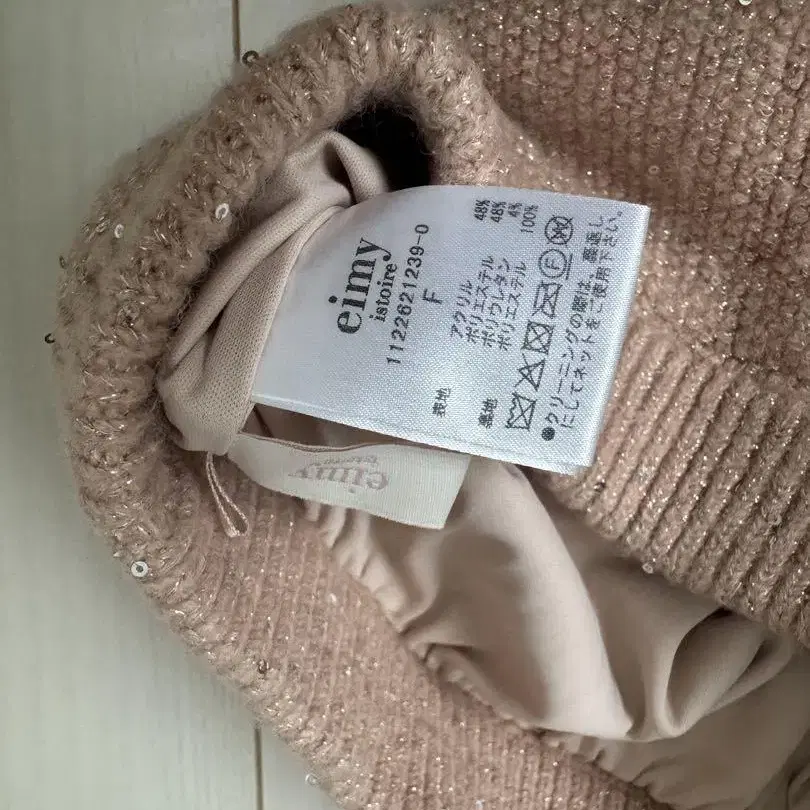 eimy
istoire
1122621239-0
F
表地 アクリル 48%
ポリエステル 48%
ポリウレタン 4%
裏地 ポリエステル 100%
●クリーニングの際は、裏返し
にしてネットをご使用下さい。
eimy
istoire